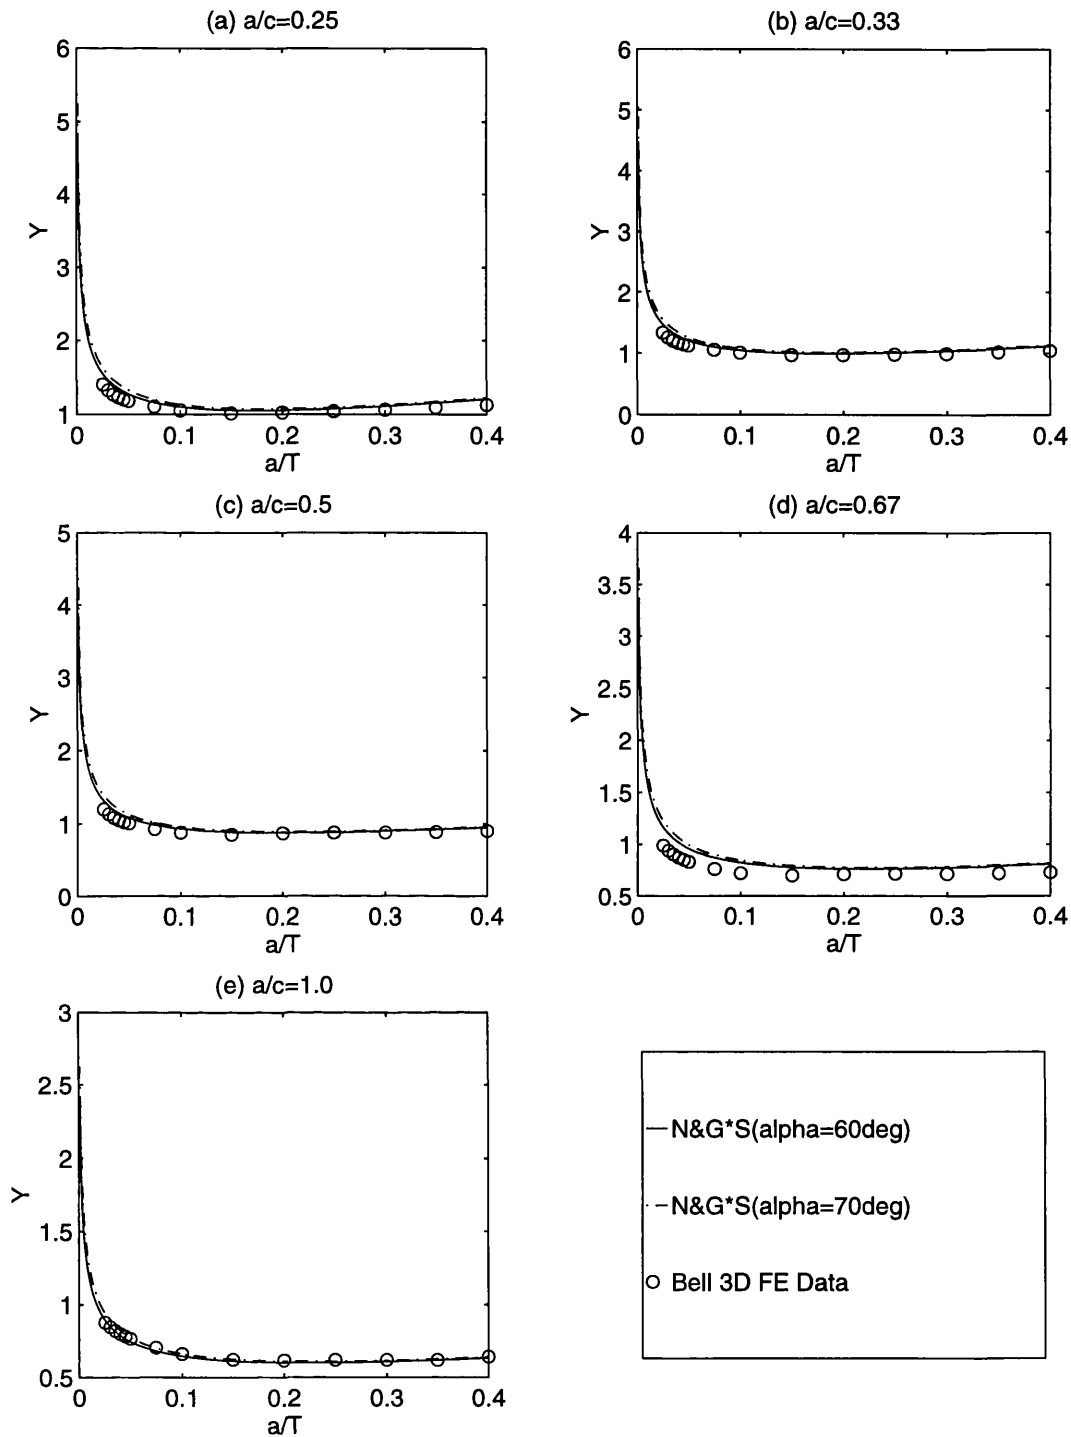 (a) a/c=0.25
6
5
4
3
2
1
Y
0 0.1 0.2 0.3 0.4
a/T
(b) a/c=0.33
6
5
4
3
2
1
0
Y
0 0.1 0.2 0.3 0.4
a/T
(c) a/c=0.5
5
4
3
2
1
0
Y
0 0.1 0.2 0.3 0.4
a/T
(d) a/c=0.67
4
3.5
3
2.5
2
1.5
1
0.5
Y
0 0.1 0.2 0.3 0.4
a/T
(e) a/c=1.0
3
2.5
2
1.5
1
0.5
Y
0 0.1 0.2 0.3 0.4
a/T
N&G*S(alpha=60deg)
N&G*S(alpha=70deg)
Bell 3D FE Data